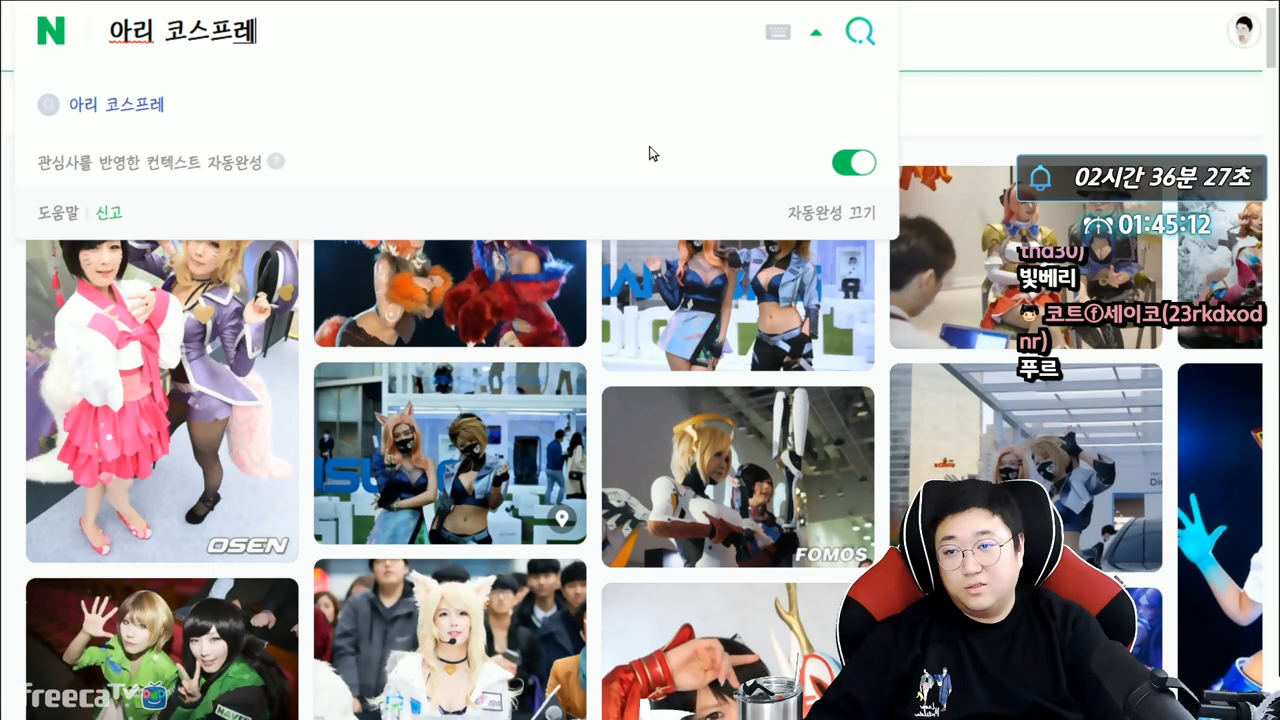 N 아리 코스프레
아리 코스프레
관심사를 반영한 컨텍스트 자동완성 ?
도움말 | 신고
자동완성 끄기
02시간 36분 27초
01:45:12
tha30)
빛베리
코트ⓕ세이코(23rkdxod
nr)
푸르
OSEN
FOMOS
freecaTV